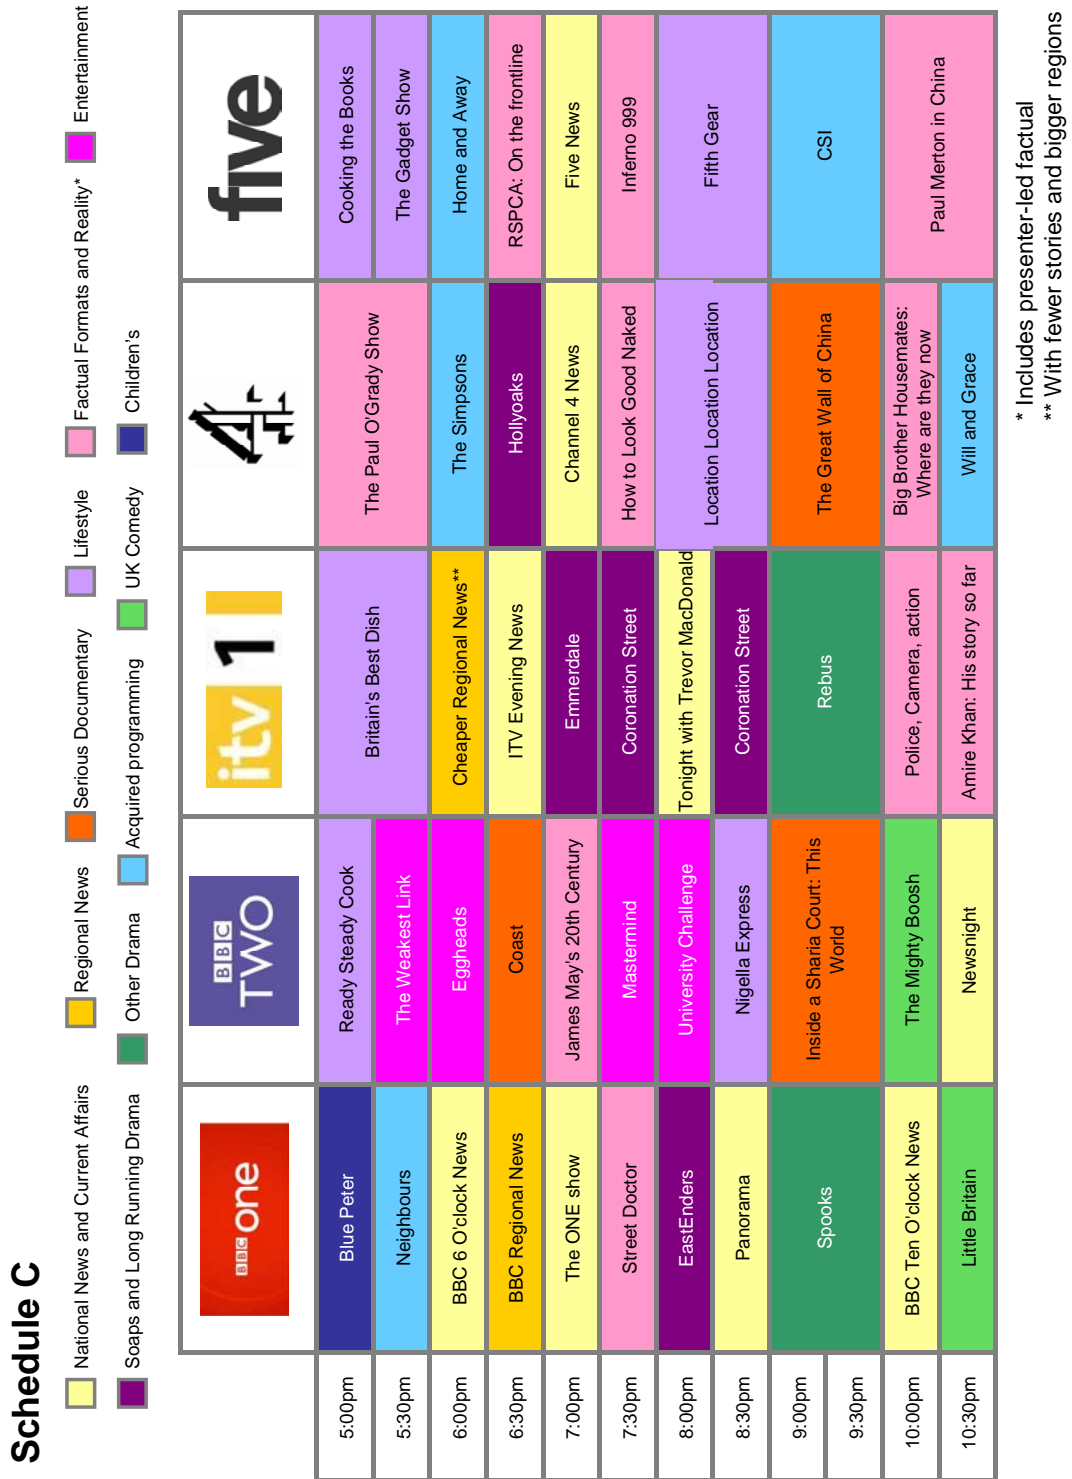 Schedule C
National News and Current Affairs
Regional News
Serious Documentary
Lifestyle
Factual Formats and Reality*
Entertainment
Soaps and Long Running Drama
Other Drama
Acquired programming
UK Comedy
Children's
BBC one
BBC TWO
itv 1
4
five
5:00pm
Blue Peter
Ready Steady Cook
Britain's Best Dish
The Paul O'Grady Show
Cooking the Books
5:30pm
Neighbours
The Weakest Link
The Gadget Show
6:00pm
BBC 6 O'clock News
Eggheads
Cheaper Regional News**
The Simpsons
Home and Away
6:30pm
BBC Regional News
Coast
ITV Evening News
Hollyoaks
RSPCA: On the frontline
7:00pm
The ONE show
James May's 20th Century
Emmerdale
Channel 4 News
Five News
7:30pm
Street Doctor
Mastermind
Coronation Street
How to Look Good Naked
Inferno 999
8:00pm
EastEnders
University Challenge
Tonight with Trevor MacDonald
Location Location Location
Fifth Gear
8:30pm
Panorama
Nigella Express
Coronation Street
9:00pm
Spooks
Inside a Sharia Court: This
World
Rebus
The Great Wall of China
CSI
9:30pm
10:00pm
BBC Ten O'clock News
The Mighty Boosh
Police, Camera, action
Big Brother Housemates:
Where are they now
Paul Merton in China
10:30pm
Little Britain
Newsnight
Amire Khan: His story so far
Will and Grace
* Includes presenter-led factual
** With fewer stories and bigger regions